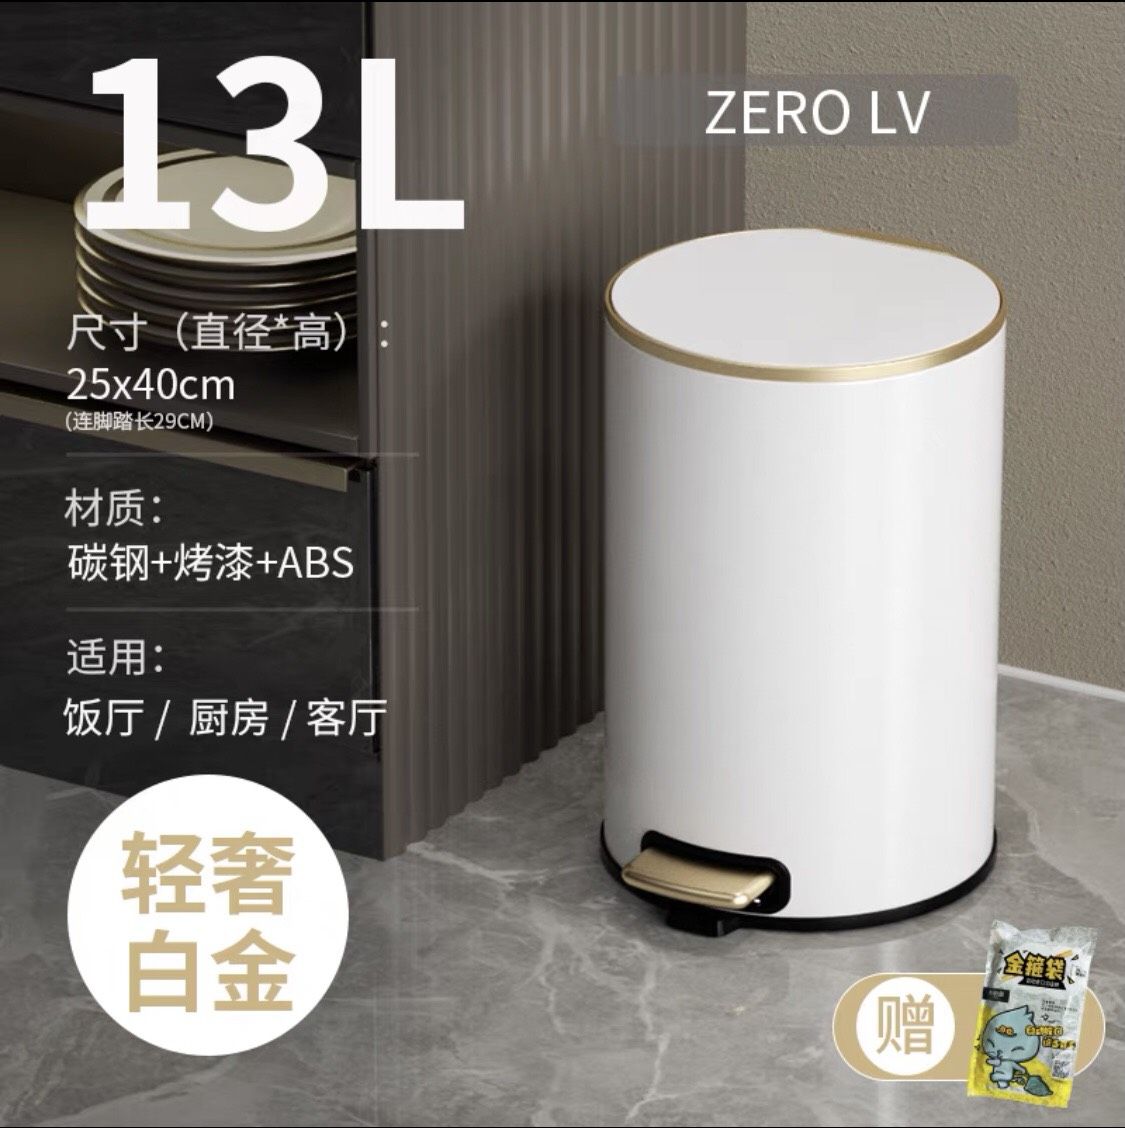 13L
ZERO LV
尺寸（直径*高）：
25x40cm
(连脚踏长29CM)
材质：
碳钢+烤漆+ABS
适用：
饭厅 / 厨房 / 客厅
轻奢
白金
赠
金箍袋